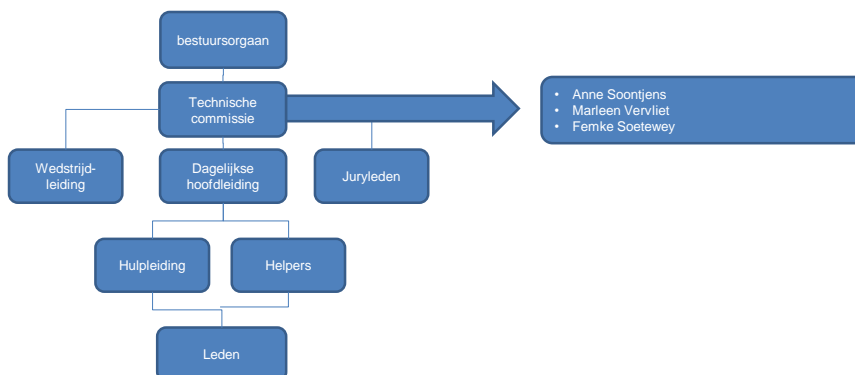 bestuursorgaan
Technische
commissie
• Anne Soontjens
• Marleen Vervliet
• Femke Soetewey
Wedstrijd-
leiding
Dagelijkse
hoofdleiding
Juryleden
Hulpleiding
Helpers
Leden